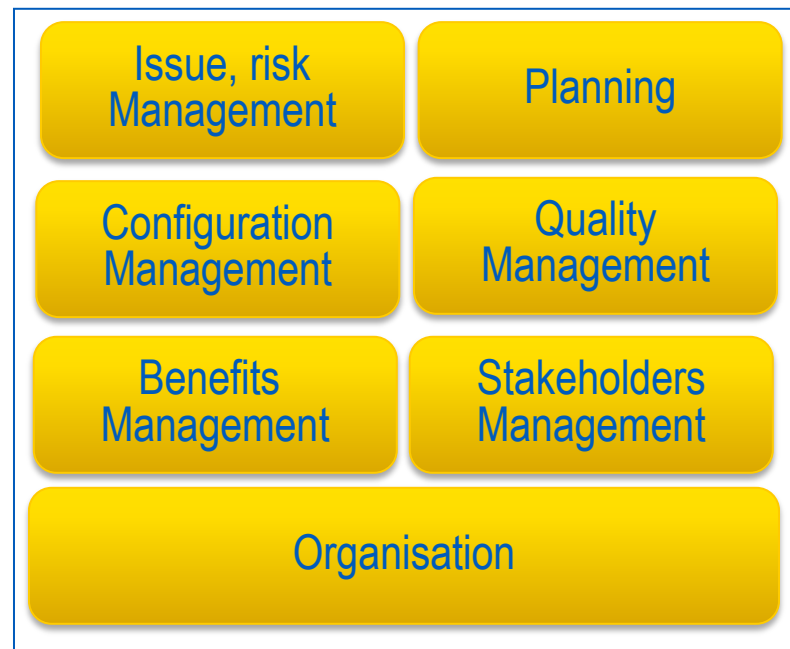 Issue, risk
Management
Planning
Configuration
Management
Quality
Management
Benefits
Management
Stakeholders
Management
Organisation